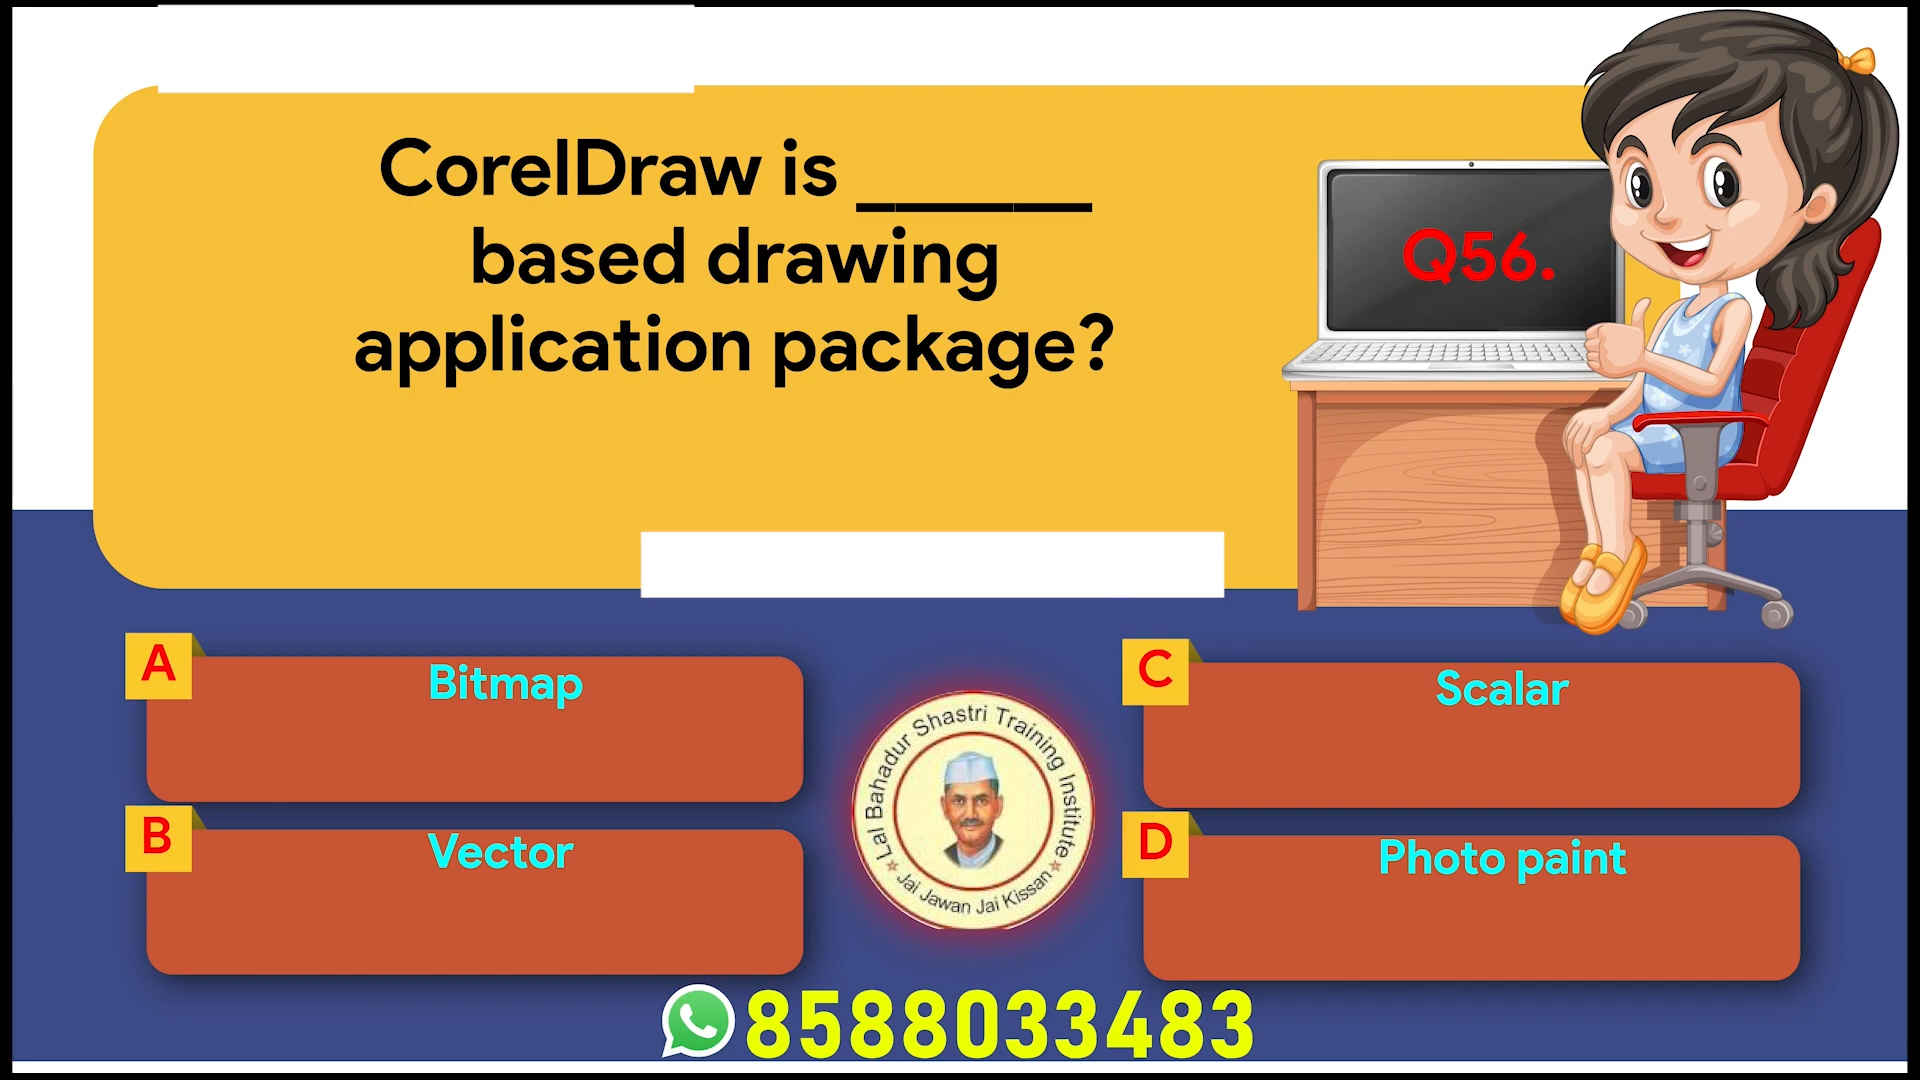 CorelDraw is ______
based drawing
application package?
Q56.
A
Bitmap
B
Vector
C
Scalar
D
Photo paint
Lal Bahadur Shastri Training Institute
Jai Jawan Jai Kissan
8588033483